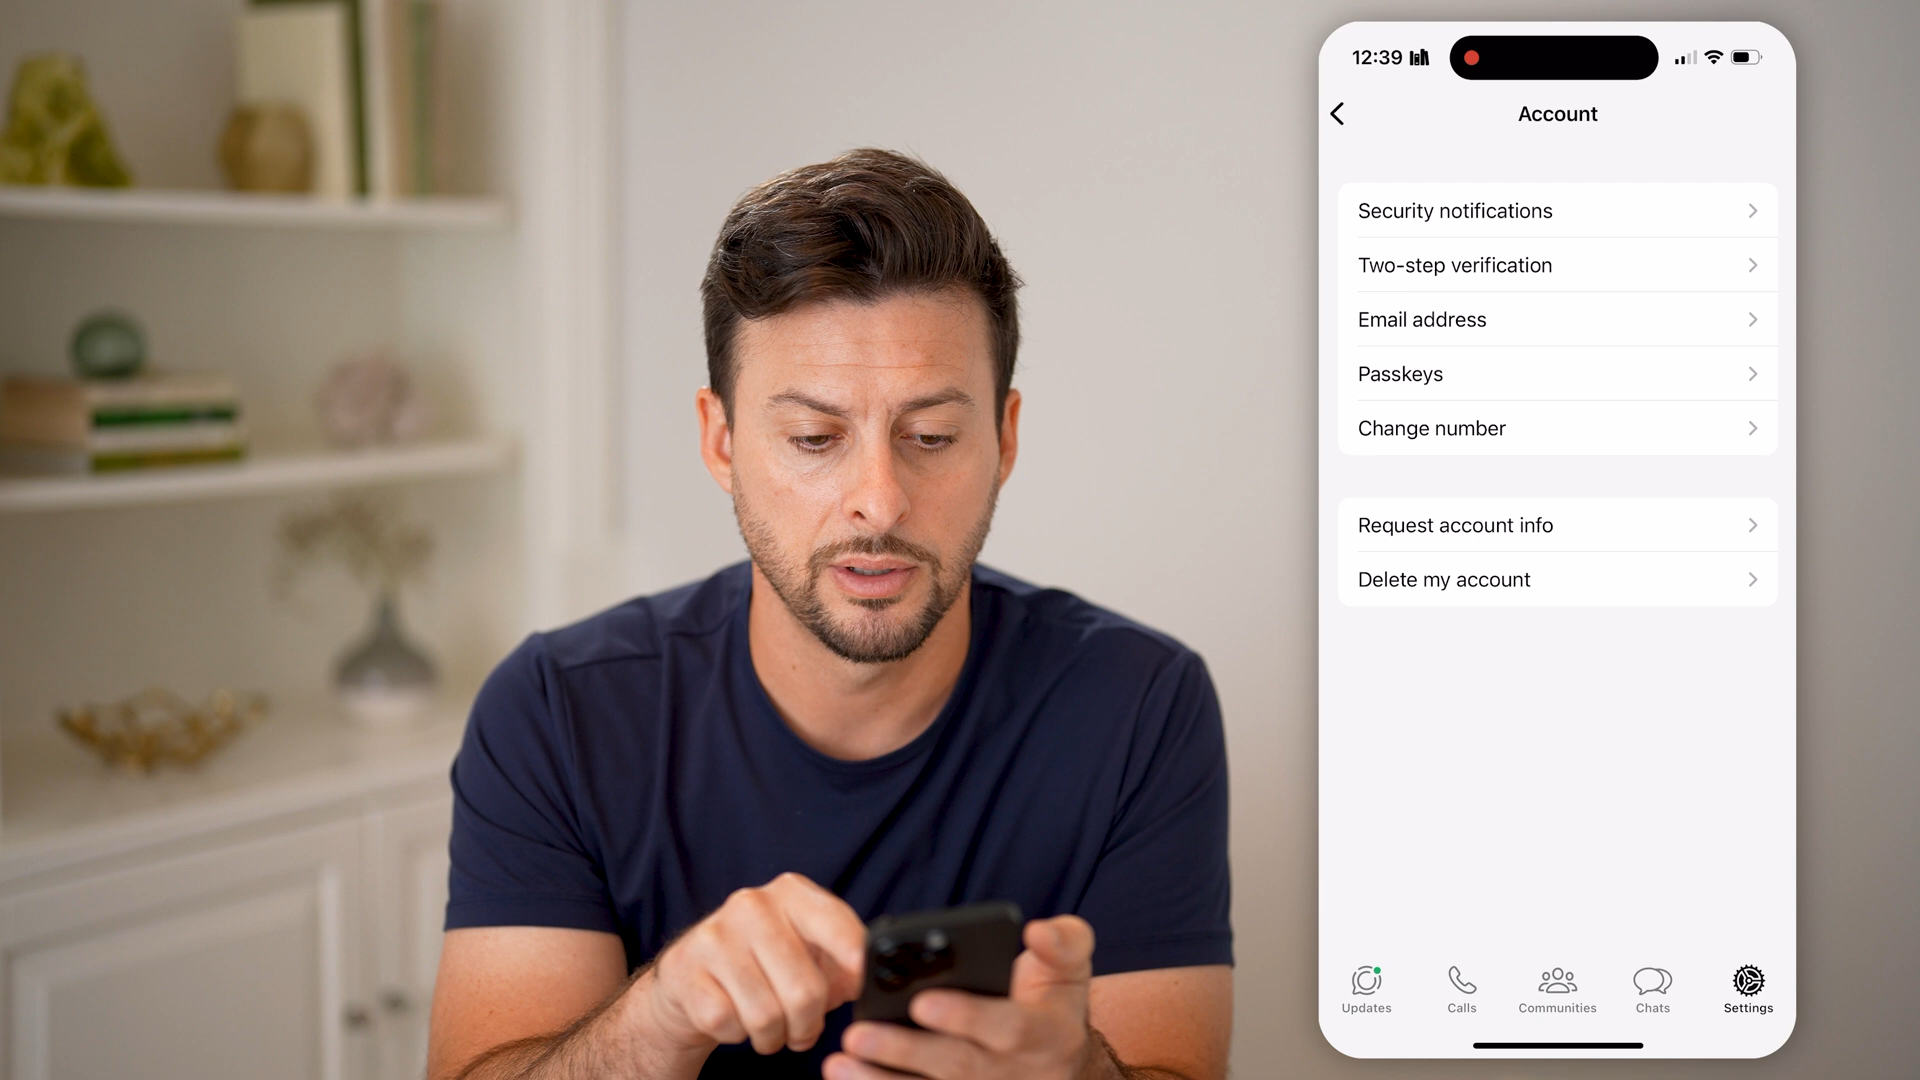 12:39
Account
Security notifications
Two-step verification
Email address
Passkeys
Change number
Request account info
Delete my account
Updates
Calls
Communities
Chats
Settings